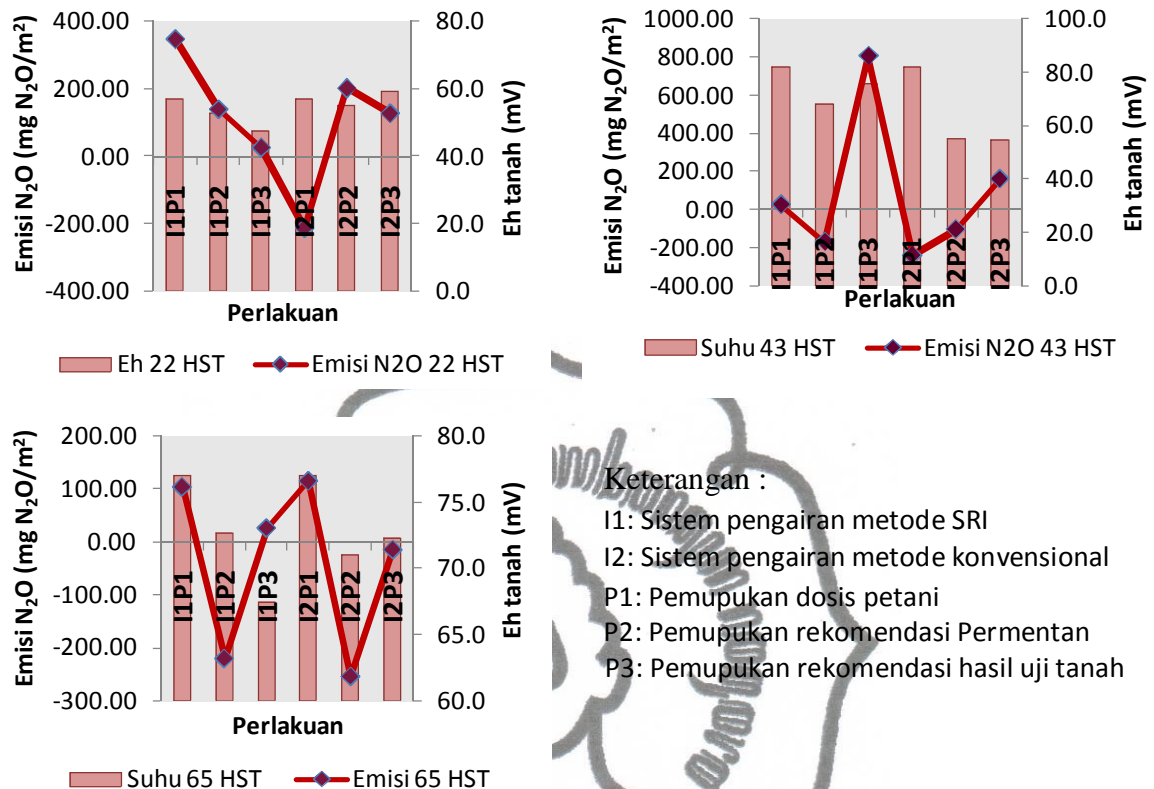 Emisi N₂O (mg N₂O/m²)
400.00
200.00
0.00
-200.00
-400.00
80.0
60.0
40.0
20.0
0.0
Eh tanah (mV)
I1P1
I1P2
I1P3
I2P1
I2P2
I2P3
Perlakuan
Eh 22 HST
Emisi N2O 22 HST
Emisi N₂O (mg N₂O/m²)
1000.00
800.00
600.00
400.00
200.00
0.00
-200.00
-400.00
100.0
80.0
60.0
40.0
20.0
0.0
Eh tanah (mV)
I1P1
I1P2
I1P3
I2P1
I2P2
I2P3
Perlakuan
Suhu 43 HST
Emisi N2O 43 HST
Emisi N₂O (mg N₂O/m²)
200.00
100.00
0.00
-100.00
-200.00
-300.00
80.0
75.0
70.0
65.0
60.0
Eh tanah (mV)
I1P1
I1P2
I1P3
I2P1
I2P2
I2P3
Perlakuan
Suhu 65 HST
Emisi 65 HST
Keterangan :
I1: Sistem pengairan metode SRI
I2: Sistem pengairan metode konvensional
P1: Pemupukan dosis petani
P2: Pemupukan rekomendasi Permentan
P3: Pemupukan rekomendasi hasil uji tanah